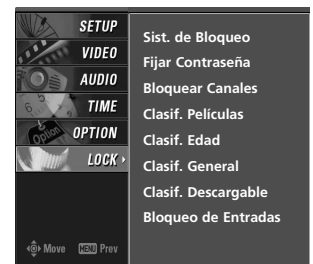 SETUP
VIDEO
AUDIO
TIME
OPTION
LOCK
Move MENU Prev
Sist. de Bloqueo
Fijar Contraseña
Bloquear Canales
Clasif. Películas
Clasif. Edad
Clasif. General
Clasif. Descargable
Bloqueo de Entradas